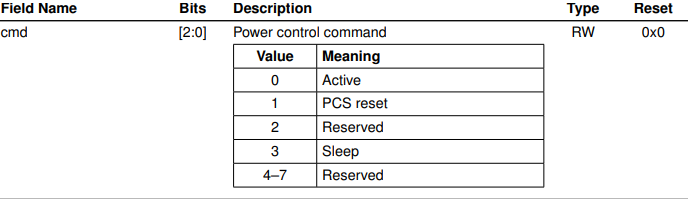 Field Name Bits Description Type Reset
cmd [2:0] Power control command RW 0x0
Value Meaning
0 Active
1 PCS reset
2 Reserved
3 Sleep
4–7 Reserved